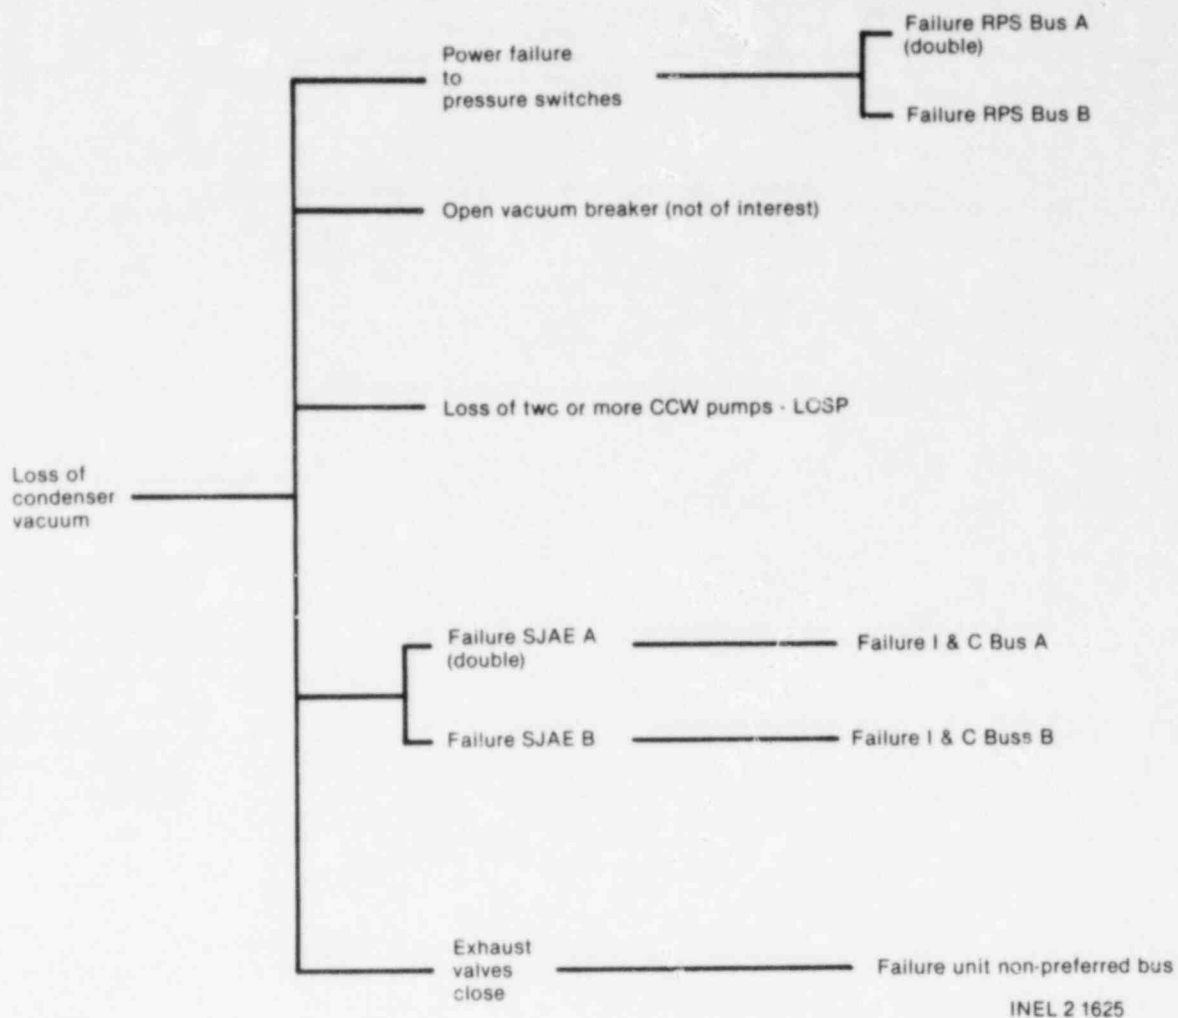 Power failure
to
pressure switches
Failure RPS Bus A
(double)
Failure RPS Bus B
Open vacuum breaker (not of interest)
Loss of twc or more CCW pumps - LOSP
Loss of
condenser
vacuum
Failure SJAE A
(double)
Failure I & C Bus A
Failure SJAE B
Failure I & C Buss B
Exhaust
valves
close
Failure unit non-preferred bus
INEL 2 1625